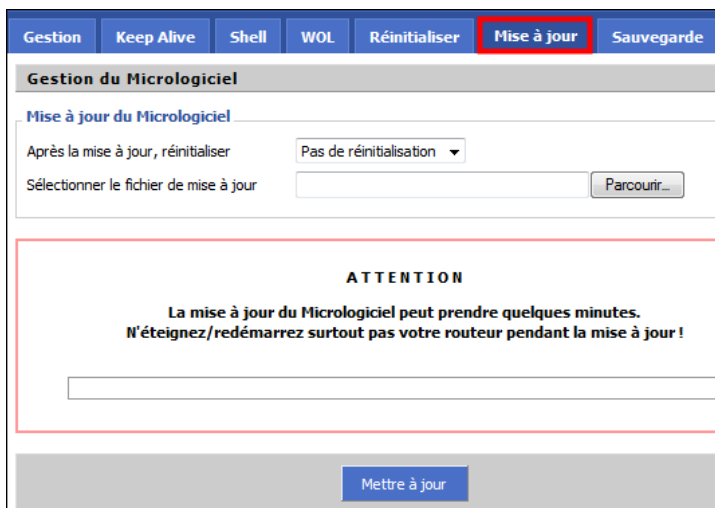 Gestion Keep Alive Shell WOL Réinitialiser Mise à jour Sauvegarde
Gestion du Micrologiciel
Mise à jour du Micrologiciel
Après la mise à jour, réinitialiser Pas de réinitialisation
Sélectionner le fichier de mise à jour Parcourir...
ATTENTION
La mise à jour du Micrologiciel peut prendre quelques minutes.
N'éteignez/redémarrez surtout pas votre routeur pendant la mise à jour !
Mettre à jour